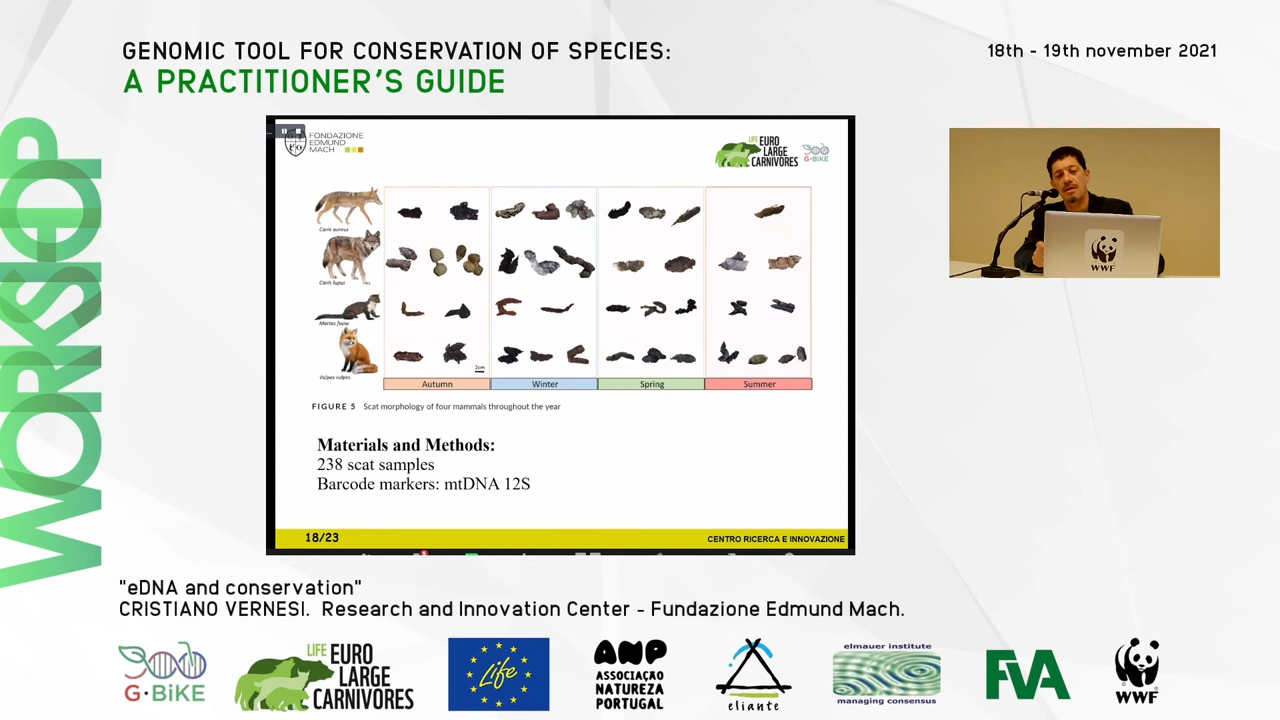 GENOMIC TOOL FOR CONSERVATION OF SPECIES:
A PRACTITIONER'S GUIDE
18th - 19th november 2021
WORKSHOP
FONDAZIONE
EDMUND
MACH
LIFE EURO
LARGE
CARNIVORES
G-BIKE
Canis aureus
Canis lupus
Martes foina
Vulpes vulpes
2cm
Autumn Winter Spring Summer
FIGURE 5 Scat morphology of four mammals throughout the year
Materials and Methods:
238 scat samples
Barcode markers: mtDNA 12S
18/23
CENTRO RICERCA E INNOVAZIONE
WWF
"eDNA and conservation"
CRISTIANO VERNESI. Research and Innovation Center - Fundazione Edmund Mach.
G·BiKE
LIFE EURO
LARGE
CARNIVORES
Life
ANP
ASSOCIAÇÃO
NATUREZA
PORTUGAL
eliante
elmauer institute
managing consensus
FVA
WWF